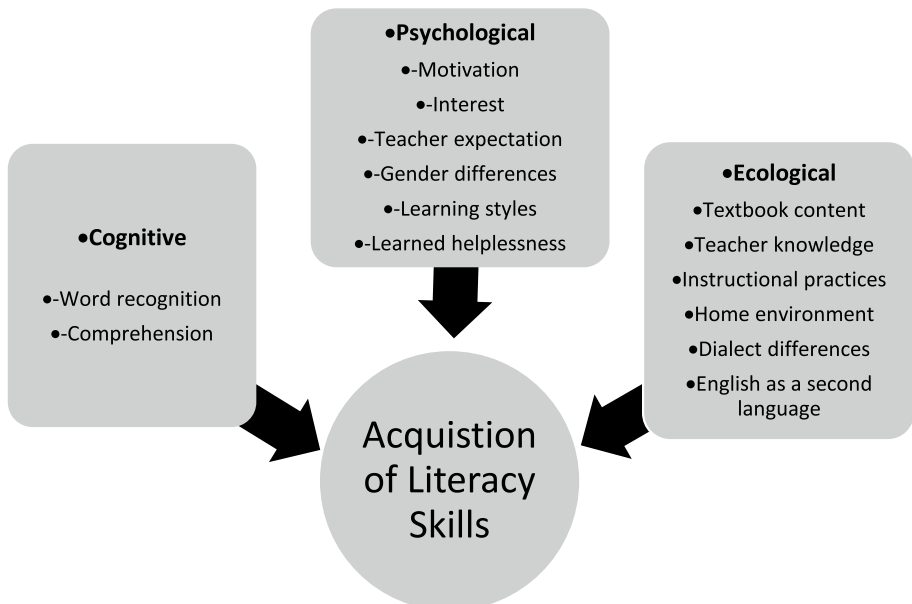 •Cognitive
•-Word recognition
•-Comprehension
•Psychological
•-Motivation
•-Interest
•-Teacher expectation
•-Gender differences
•-Learning styles
•-Learned helplessness
•Ecological
•Textbook content
•Teacher knowledge
•Instructional practices
•Home environment
•Dialect differences
•English as a second
language
Acquistion
of Literacy
Skills